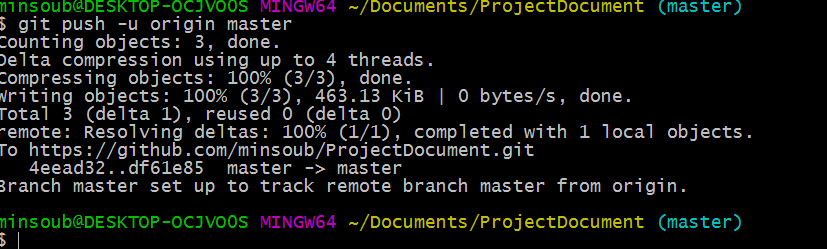 minsoub@DESKTOP-OCJVO0S MINGW64 ~/Documents/ProjectDocument (master)
$ git push -u origin master
Counting objects: 3, done.
Delta compression using up to 4 threads.
Compressing objects: 100% (3/3), done.
Writing objects: 100% (3/3), 463.13 KiB | 0 bytes/s, done.
Total 3 (delta 1), reused 0 (delta 0)
remote: Resolving deltas: 100% (1/1), completed with 1 local objects.
To https://github.com/minsoub/ProjectDocument.git
   4eead32..df61e85  master -> master
Branch master set up to track remote branch master from origin.
minsoub@DESKTOP-OCJVO0S MINGW64 ~/Documents/ProjectDocument (master)
$